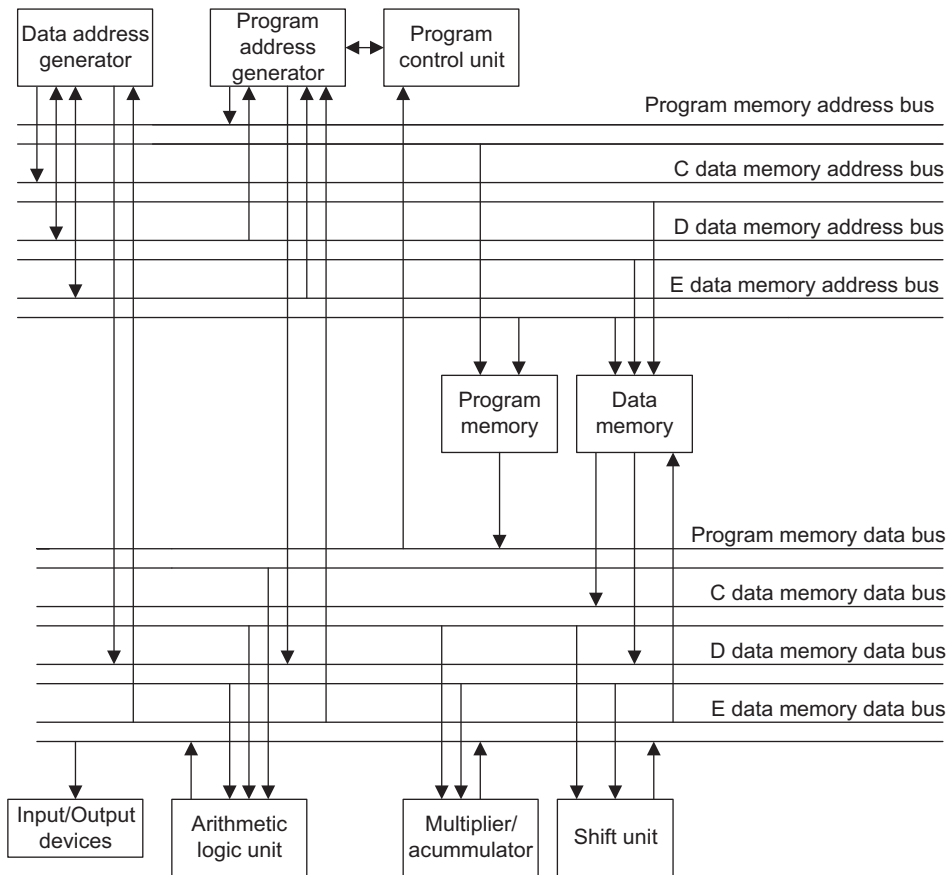 Data address
generator
Program
address
generator
Program
control unit
Program memory address bus
C data memory address bus
D data memory address bus
E data memory address bus
Program
memory
Data
memory
Program memory data bus
C data memory data bus
D data memory data bus
E data memory data bus
Input/Output
devices
Arithmetic
logic unit
Multiplier/
acummulator
Shift unit